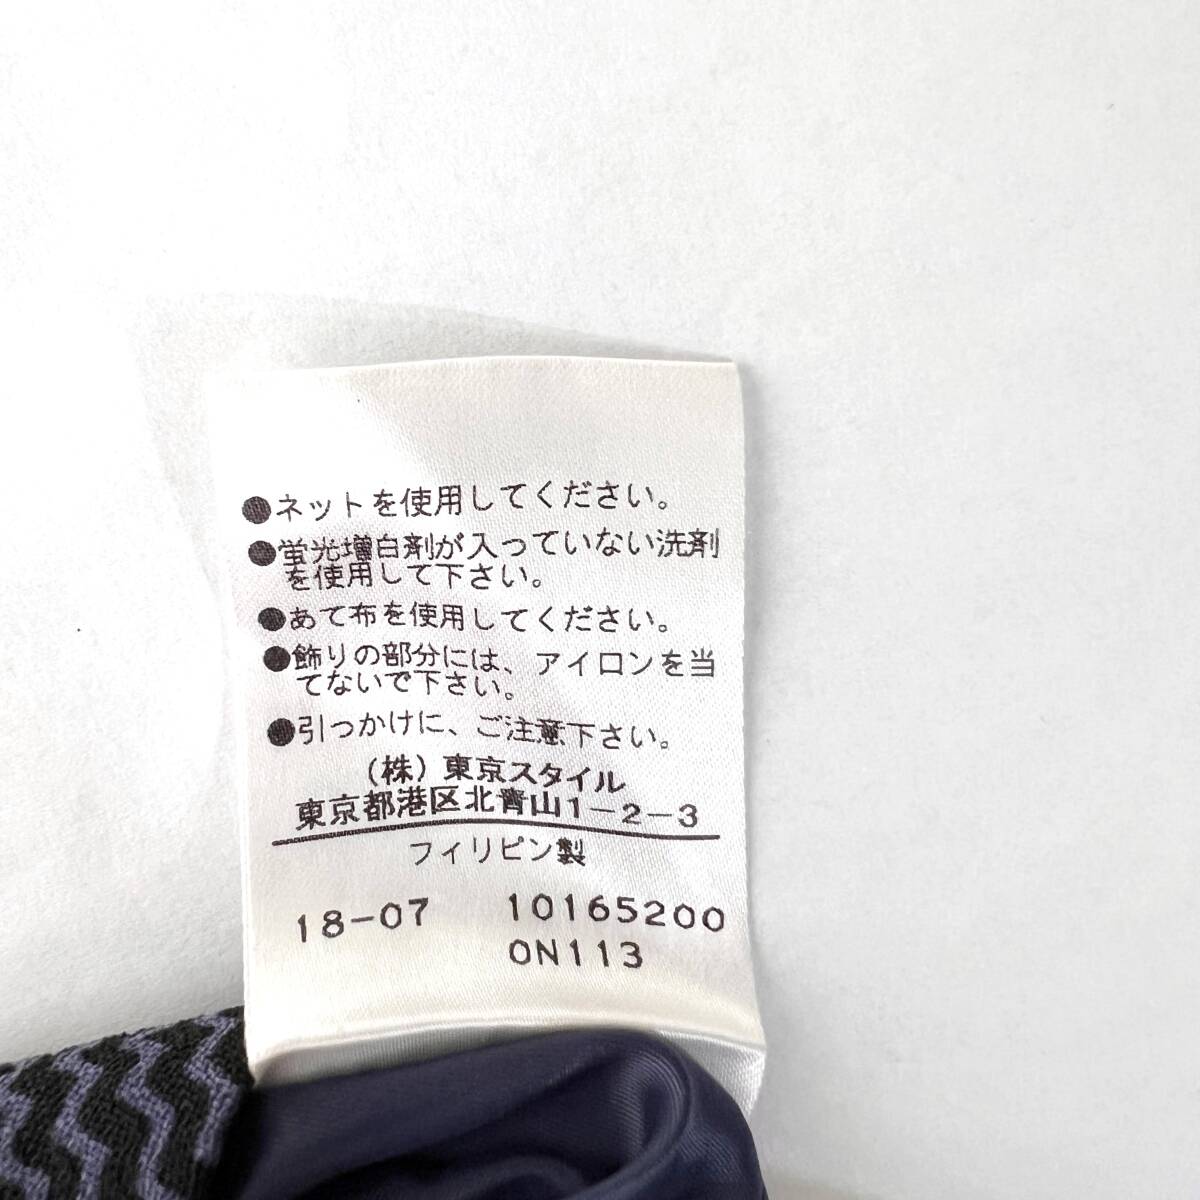 ●ネットを使用してください。
●蛍光増白剤が入っていない洗剤
を使用して下さい。
●あて布を使用してください。
●飾りの部分には、アイロンを当
てないで下さい。
●引っかけに、ご注意下さい。
(株)東京スタイル
東京都港区北青山1-2-3
フィリピン製
18-07 10165200
0N113